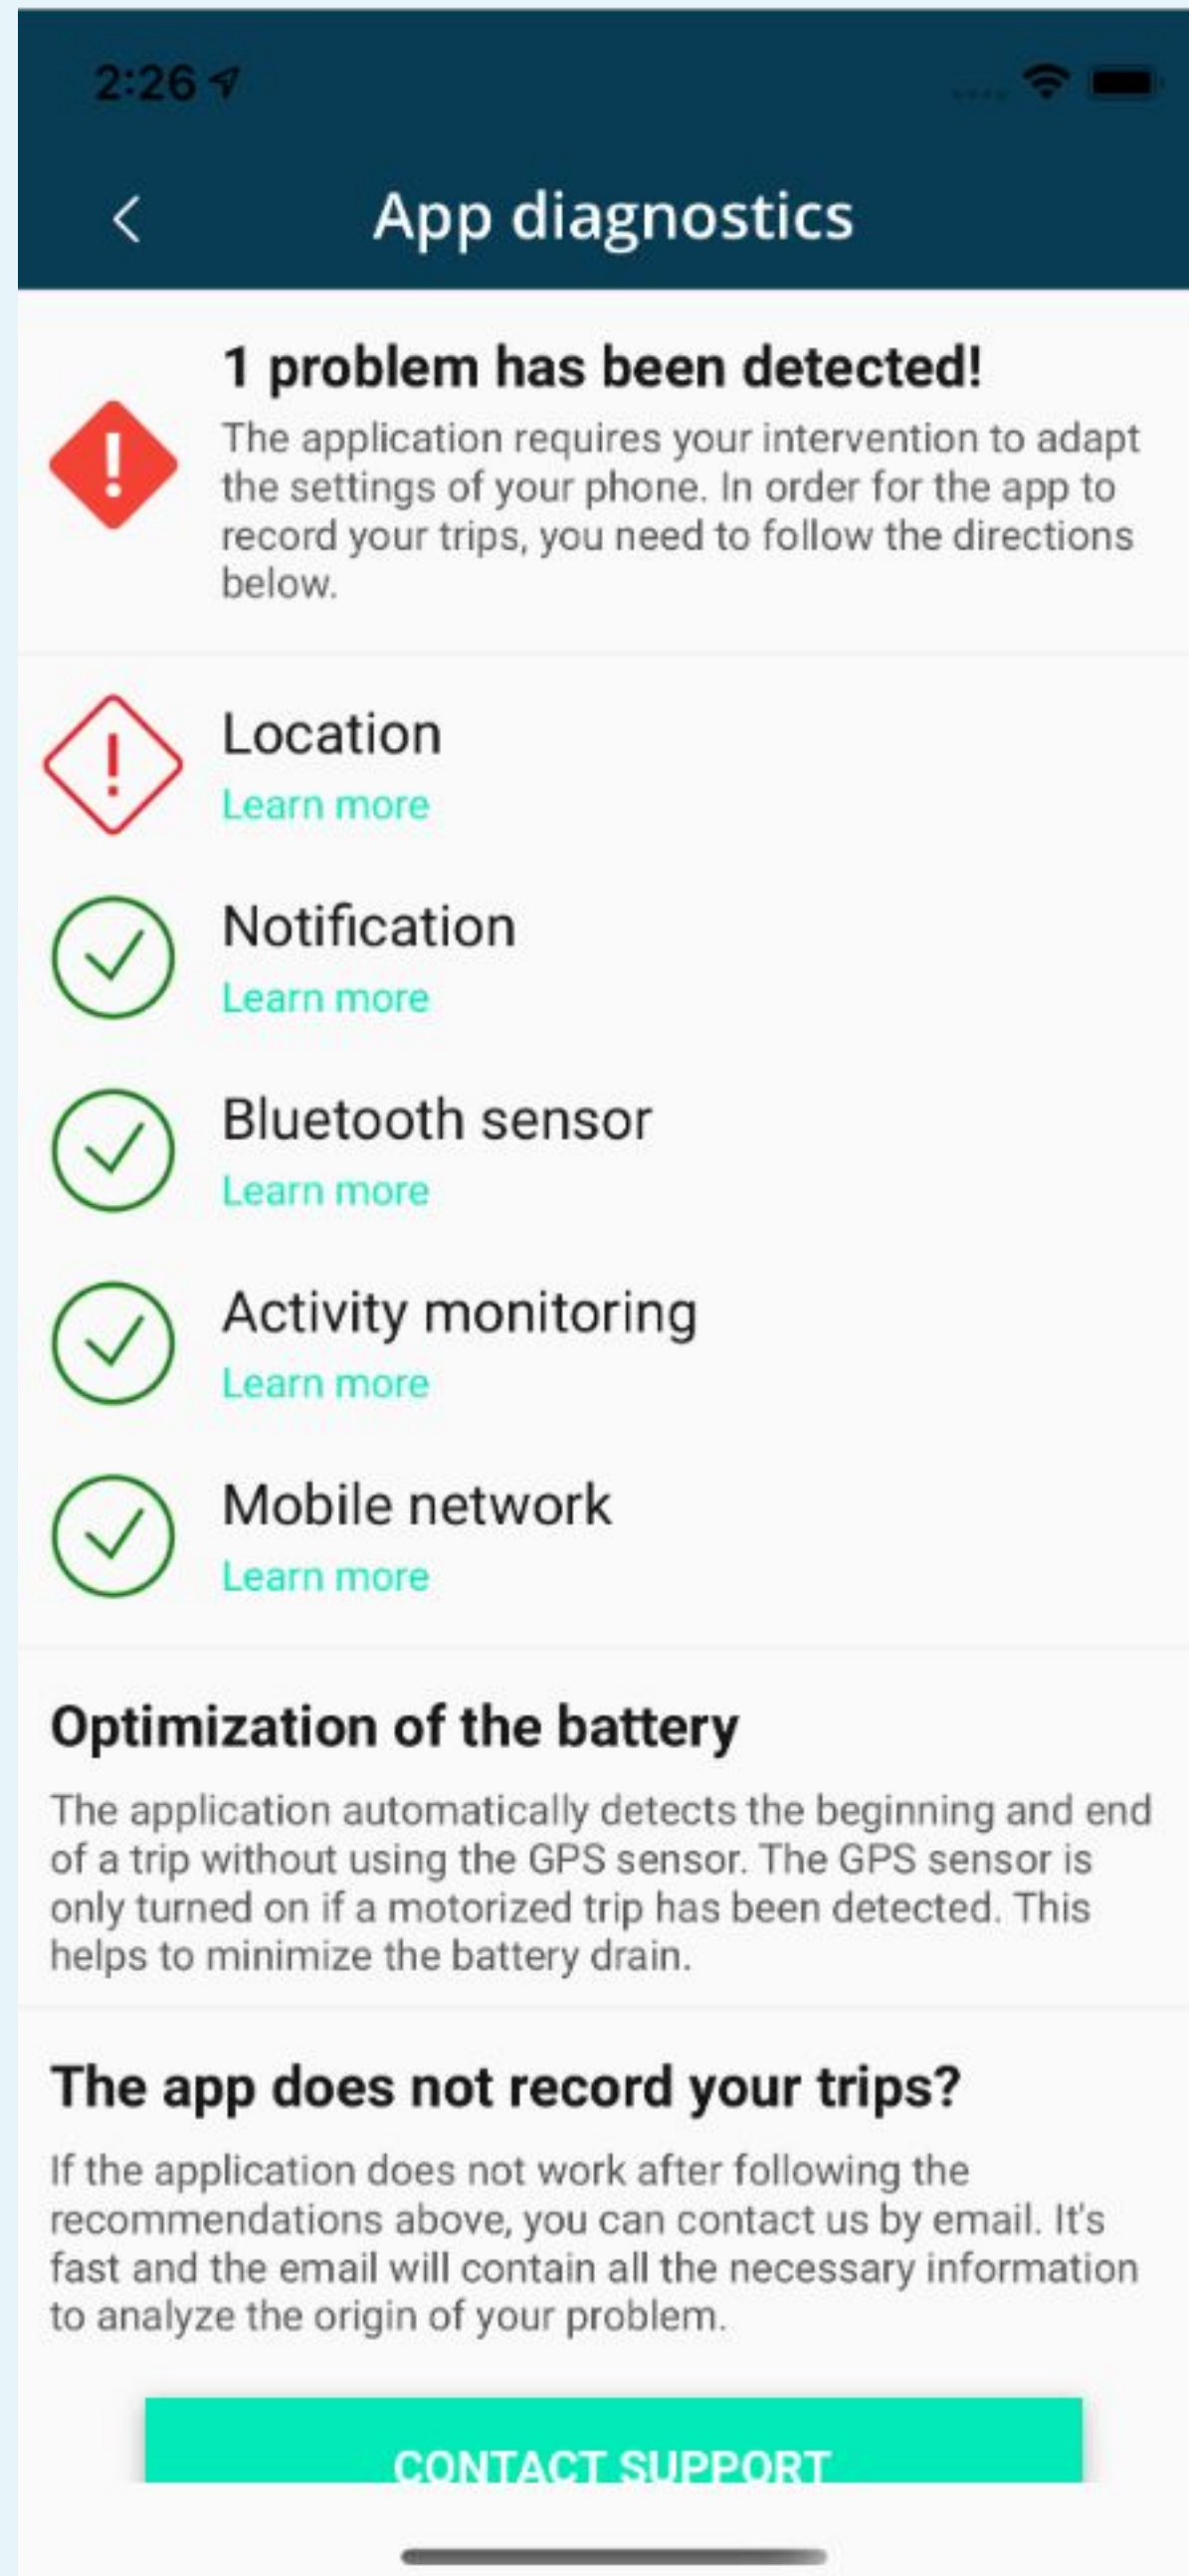 2:26
App diagnostics
1 problem has been detected!
The application requires your intervention to adapt
the settings of your phone. In order for the app to
record your trips, you need to follow the directions
below.
Location
Learn more
Notification
Learn more
Bluetooth sensor
Learn more
Activity monitoring
Learn more
Mobile network
Learn more
Optimization of the battery
The application automatically detects the beginning and end
of a trip without using the GPS sensor. The GPS sensor is
only turned on if a motorized trip has been detected. This
helps to minimize the battery drain.
The app does not record your trips?
If the application does not work after following the
recommendations above, you can contact us by email. It's
fast and the email will contain all the necessary information
to analyze the origin of your problem.
CONTACT SUPPORT